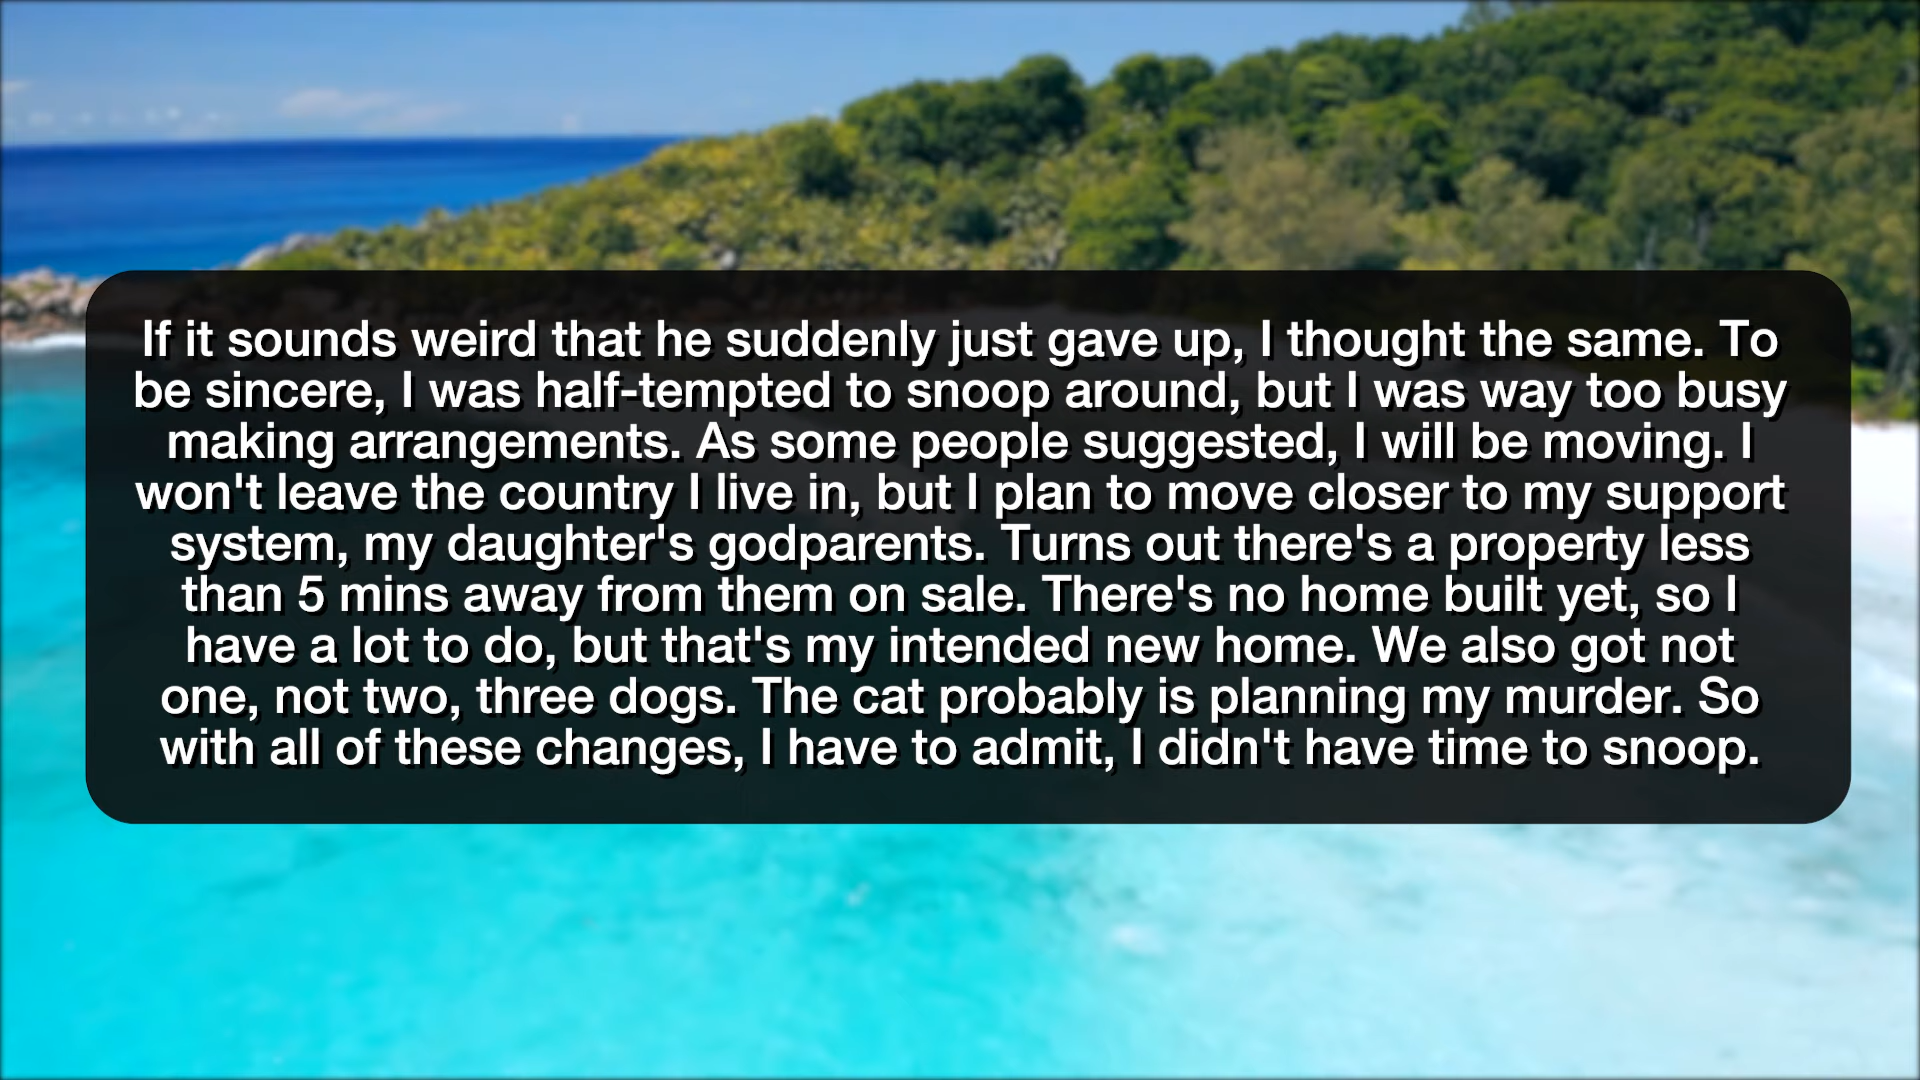 If it sounds weird that he suddenly just gave up, I thought the same. To
be sincere, I was half-tempted to snoop around, but I was way too busy
making arrangements. As some people suggested, I will be moving. I
won't leave the country I live in, but I plan to move closer to my support
system, my daughter's godparents. Turns out there's a property less
than 5 mins away from them on sale. There's no home built yet, so I
have a lot to do, but that's my intended new home. We also got not
one, not two, three dogs. The cat probably is planning my murder. So
with all of these changes, I have to admit, I didn't have time to snoop.